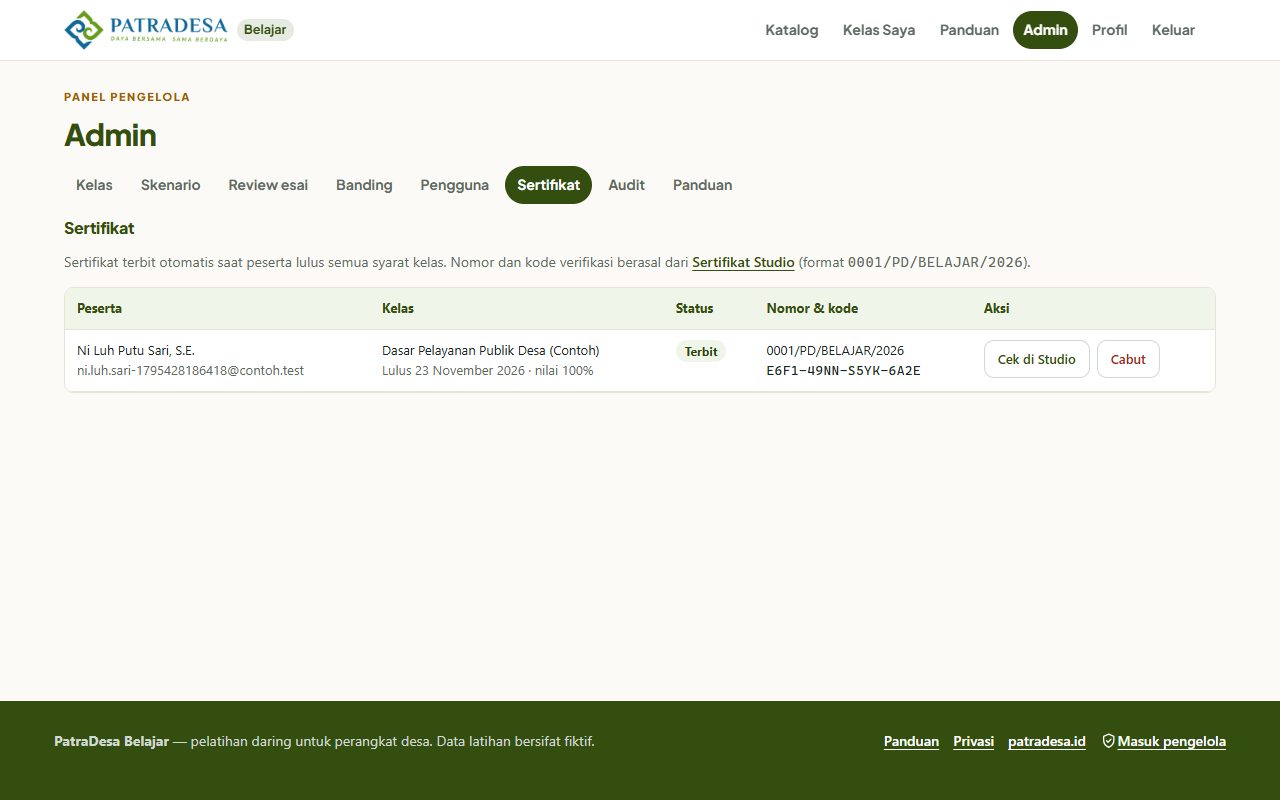 PATRADESA
DAYA BERSAMA SAMA BERDAYA
Belajar
Katalog
Kelas Saya
Panduan
Admin
Profil
Keluar
PANEL PENGELOLA
Admin
Kelas
Skenario
Review esai
Banding
Pengguna
Sertifikat
Audit
Panduan
Sertifikat
Sertifikat terbit otomatis saat peserta lulus semua syarat kelas. Nomor dan kode verifikasi berasal dari Sertifikat Studio (format 0001/PD/BELAJAR/2026).
Peserta
Kelas
Status
Nomor & kode
Aksi
Ni Luh Putu Sari, S.E.
ni.luh.sari-1795428186418@contoh.test
Dasar Pelayanan Publik Desa (Contoh)
Lulus 23 November 2026 · nilai 100%
Terbit
0001/PD/BELAJAR/2026
E6F1-49NN-S5YK-6A2E
Cek di Studio
Cabut
PatraDesa Belajar — pelatihan daring untuk perangkat desa. Data latihan bersifat fiktif.
Panduan
Privasi
patradesa.id
Masuk pengelola